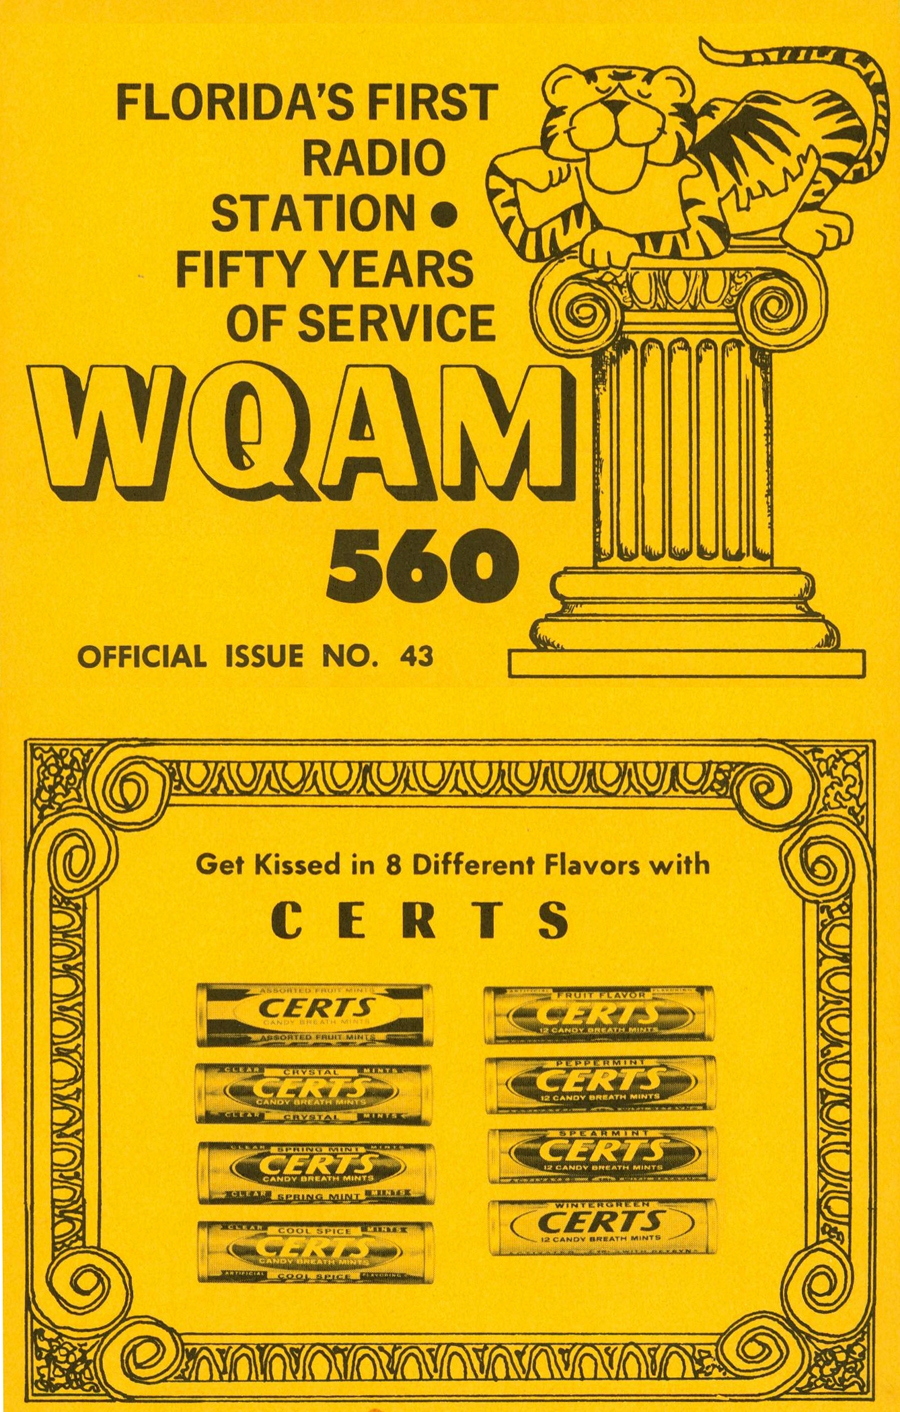 FLORIDA'S FIRST
RADIO
STATION ●
FIFTY YEARS
OF SERVICE
WQAM
560
OFFICIAL ISSUE NO. 43
Get Kissed in 8 Different Flavors with
CERTS
ASSORTED FRUIT MINTS
CERTS
CANDY BREATH MINTS
ASSORTED FRUIT MINTS
CLEAR CRYSTAL MINTS
CERTS
CANDY BREATH MINTS
CLEAR CRYSTAL MINTS
SPRING MINT
CERTS
CANDY BREATH MINTS
CLEAR SPRING MINT MINTS
CLEAR COOL SPICE MINTS
CERTS
CANDY BREATH MINTS
ARTIFICIAL COOL SPICE FLAVORING
FRUIT FLAVOR
CERTS
12 CANDY BREATH MINTS
PEPPERMINT
CERTS
12 CANDY BREATH MINTS
SPEARMINT
CERTS
12 CANDY BREATH MINTS
WINTERGREEN
CERTS
12 CANDY BREATH MINTS